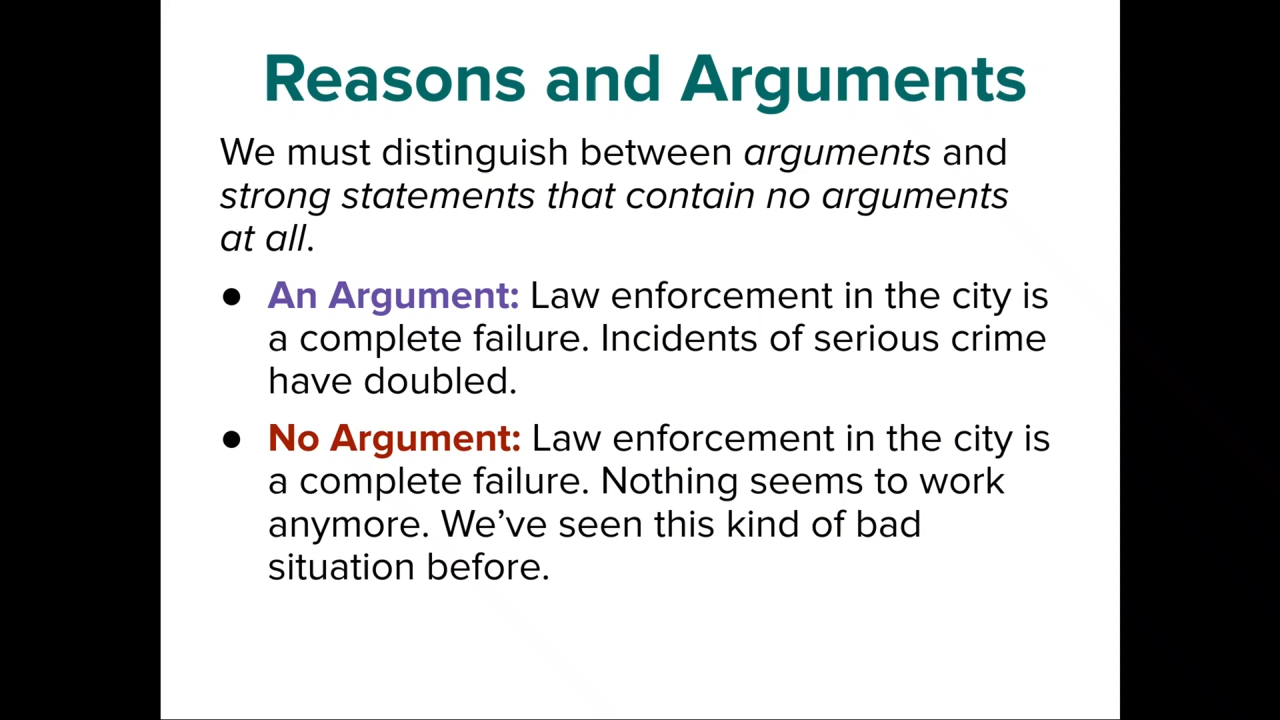 Reasons and Arguments
We must distinguish between arguments and
strong statements that contain no arguments
at all.
● An Argument: Law enforcement in the city is
a complete failure. Incidents of serious crime
have doubled.
● No Argument: Law enforcement in the city is
a complete failure. Nothing seems to work
anymore. We’ve seen this kind of bad
situation before.